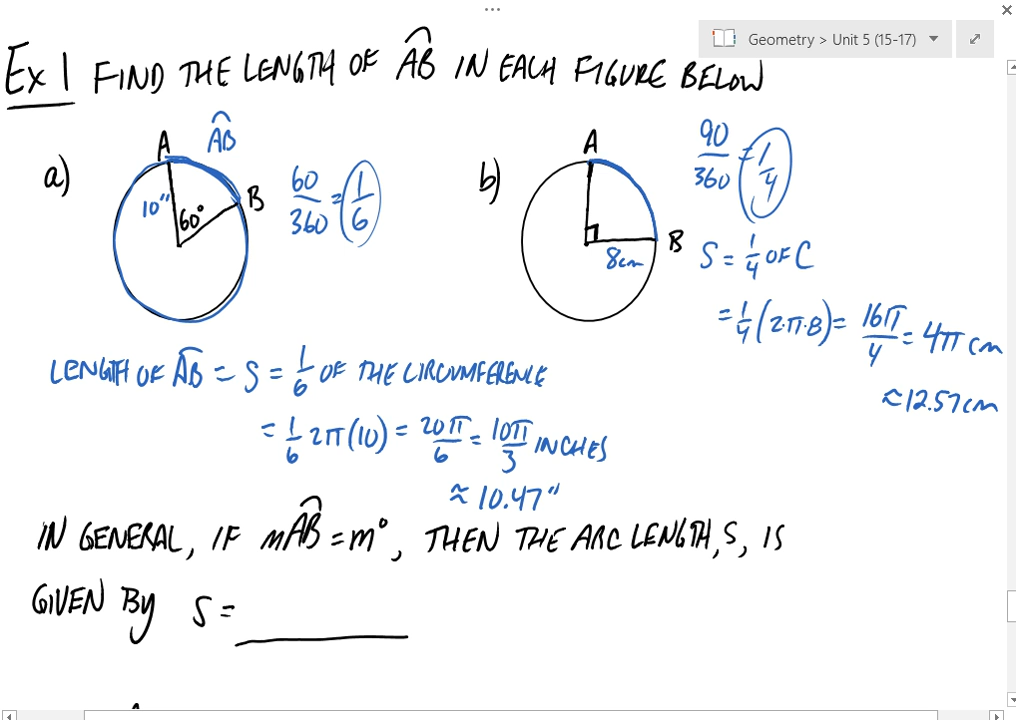 Geometry > Unit 5 (15-17)
Ex 1 FIND THE LENGTH OF AB IN EACH FIGURE BELOW
a)
A
AB
B
10"
60°
60/360 = 1/6
b)
A
B
8cm
90/360 = 1/4
S = 1/4 OF C
= 1/4 (2·π·8) = 16π/4 = 4π cm
≈ 12.57cm
LENGTH OF AB = S = 1/6 OF THE CIRCUMFERENCE
= 1/6 2π(10) = 20π/6 = 10π/3 INCHES
≈ 10.47"
IN GENERAL, IF mAB = m°, THEN THE ARC LENGTH, S, IS
GIVEN BY S = ________